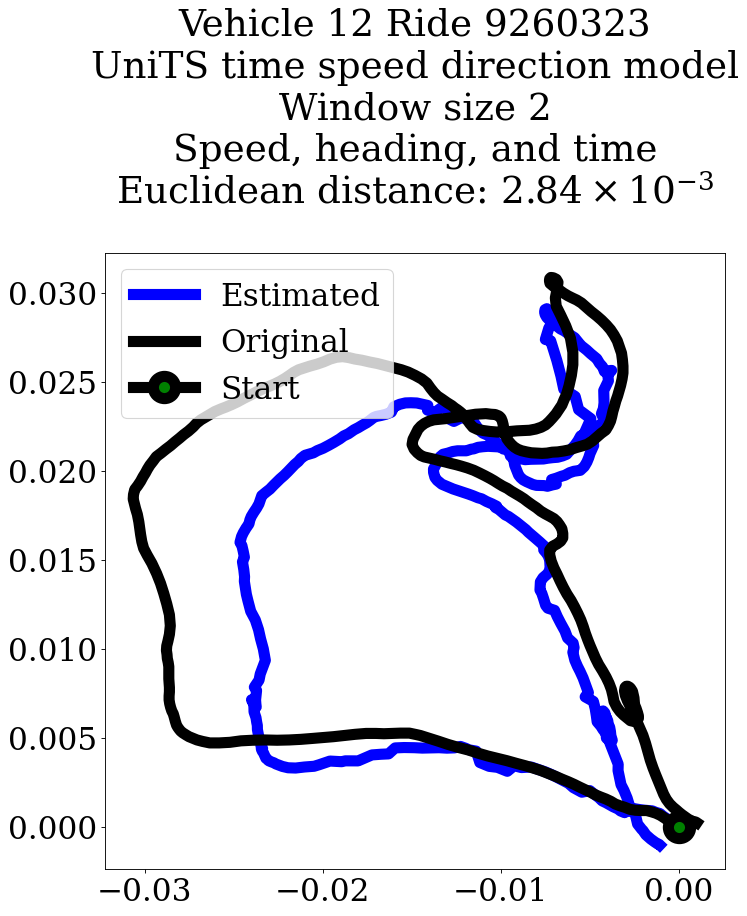 Vehicle 12 Ride 9260323
UniTS time speed direction model
Window size 2
Speed, heading, and time
Euclidean distance: 2.84 × 10⁻³
Estimated
Original
Start
0.030
0.025
0.020
0.015
0.010
0.005
0.000
−0.03 −0.02 −0.01 0.00